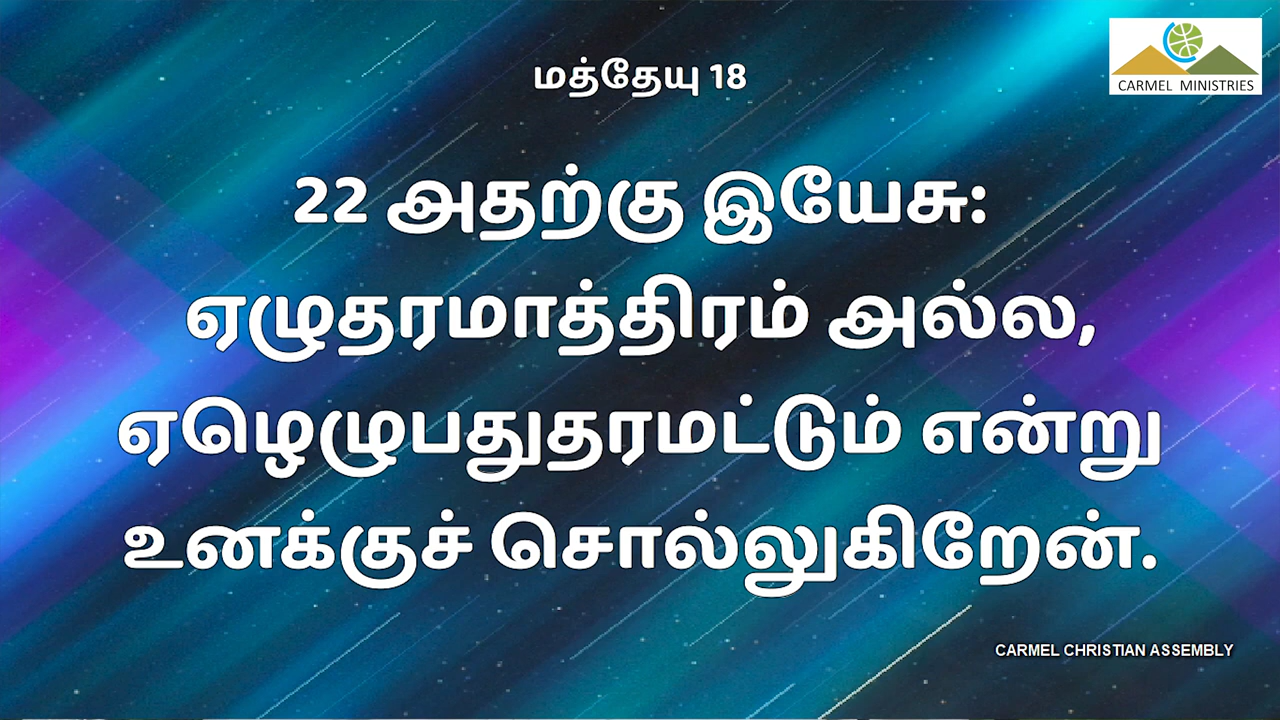 CARMEL MINISTRIES
மத்தேயு 18
22 அதற்கு இயேசு:
ஏழுதரமாத்திரம் அல்ல,
ஏழெழுபதுதரமட்டும் என்று
உனக்குச் சொல்லுகிறேன்.
CARMEL CHRISTIAN ASSEMBLY